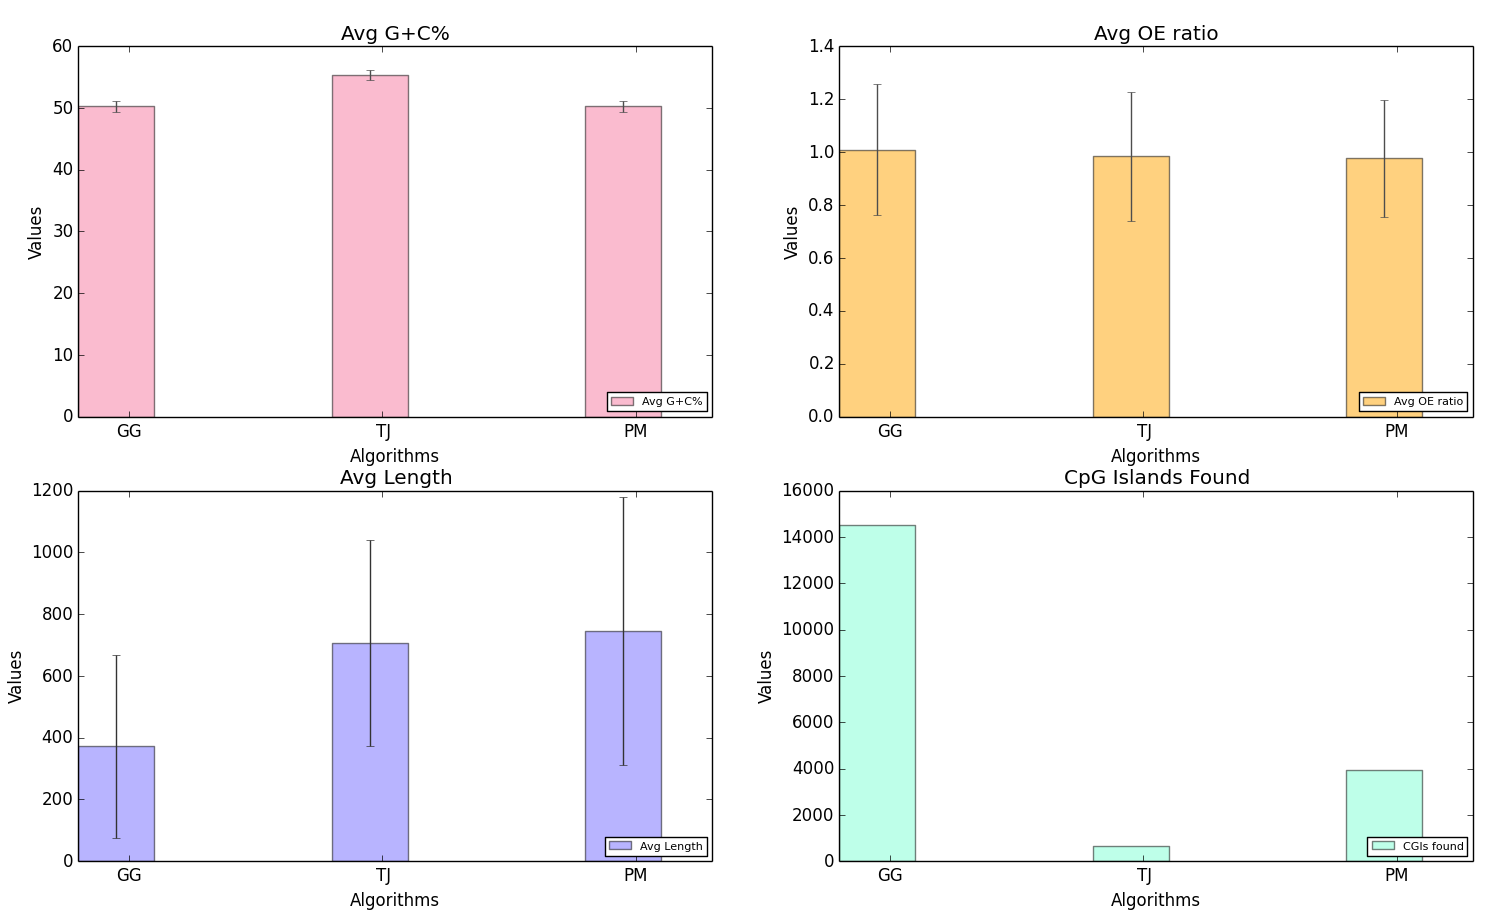 Avg G+C%
60
50
40
30
20
10
0
Values
GG TJ PM
Algorithms
Avg G+C%
Avg OE ratio
1.4
1.2
1.0
0.8
0.6
0.4
0.2
0.0
Values
GG TJ PM
Algorithms
Avg OE ratio
Avg Length
1200
1000
800
600
400
200
0
Values
GG TJ PM
Algorithms
Avg Length
CpG Islands Found
16000
14000
12000
10000
8000
6000
4000
2000
0
Values
GG TJ PM
Algorithms
CGIs found